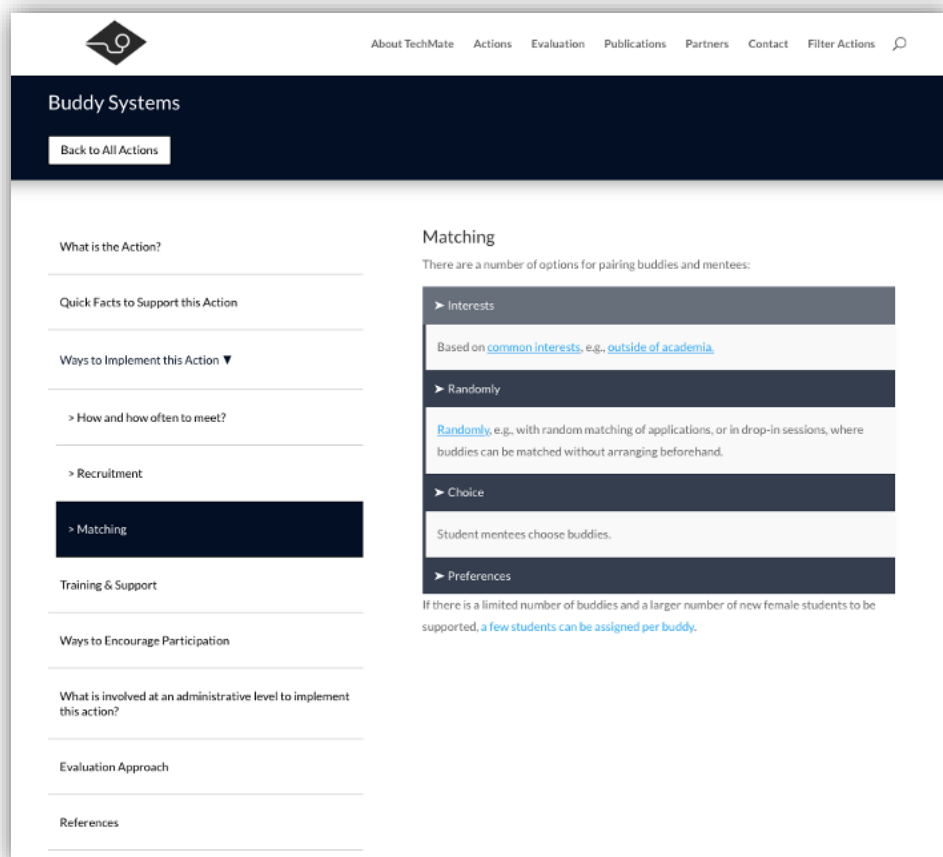 About TechMate Actions Evaluation Publications Partners Contact Filter Actions
Buddy Systems
Back to All Actions
What is the Action?
Quick Facts to Support this Action
Ways to Implement this Action ▼
> How and how often to meet?
> Recruitment
> Matching
Training & Support
Ways to Encourage Participation
What is involved at an administrative level to implement
this action?
Evaluation Approach
References
Matching
There are a number of options for pairing buddies and mentees:
➤ Interests
Based on common interests, e.g., outside of academia.
➤ Randomly
Randomly, e.g., with random matching of applications, or in drop-in sessions, where
buddies can be matched without arranging beforehand.
➤ Choice
Student mentees choose buddies.
➤ Preferences
If there is a limited number of buddies and a larger number of new female students to be
supported, a few students can be assigned per buddy.